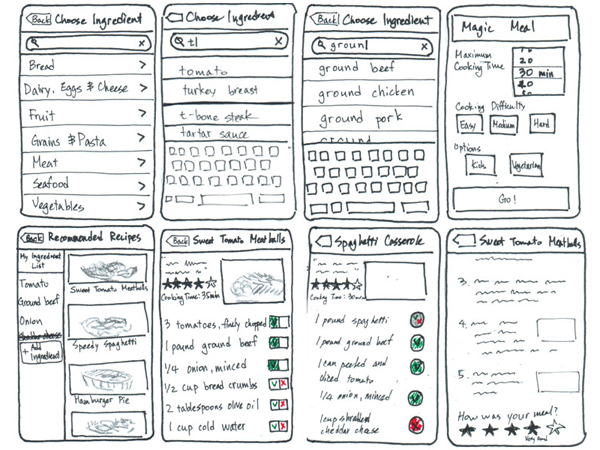 Back Choose Ingredient
x
Bread >
Dairy, Eggs & Cheese >
Fruit >
Grains & Pasta >
Meat >
Seafood >
Vegetables >
Choose Ingredient
t x
tomato
turkey breast
t-bone steak
tartar sauce
Back Choose Ingredient
groun x
ground beef
ground chicken
ground pork
ground
Magic Meal
Maximum
Cooking Time
10
20
30 min
40
50
Cooking Difficulty
Easy Medium Hard
Options
Kids Vegetarian
Go!
Back Recommended Recipes
My Ingredient
List
Tomato
Ground beef
Onion
Cheddar cheese
+ Add
Ingredient
Sweet Tomato Meatballs
Speedy Spaghetti
Hamburger Pie
Back Sweet Tomato Meatballs
Cooking Time: 35min
3 tomatoes, finely chopped
1 pound ground beef
1/4 onion, minced
1/2 cup bread crumbs
2 tablespoons olive oil
1 cup cold water
Spaghetti Casserole
Cooking Time: 30min
1 pound spaghetti
1 pound ground beef
1 can peeled and
diced tomato
1/4 onion, minced
1 cup shredded
cheddar cheese
Sweet Tomato Meatballs
3.
4.
5.
How was your meal?
Very Good